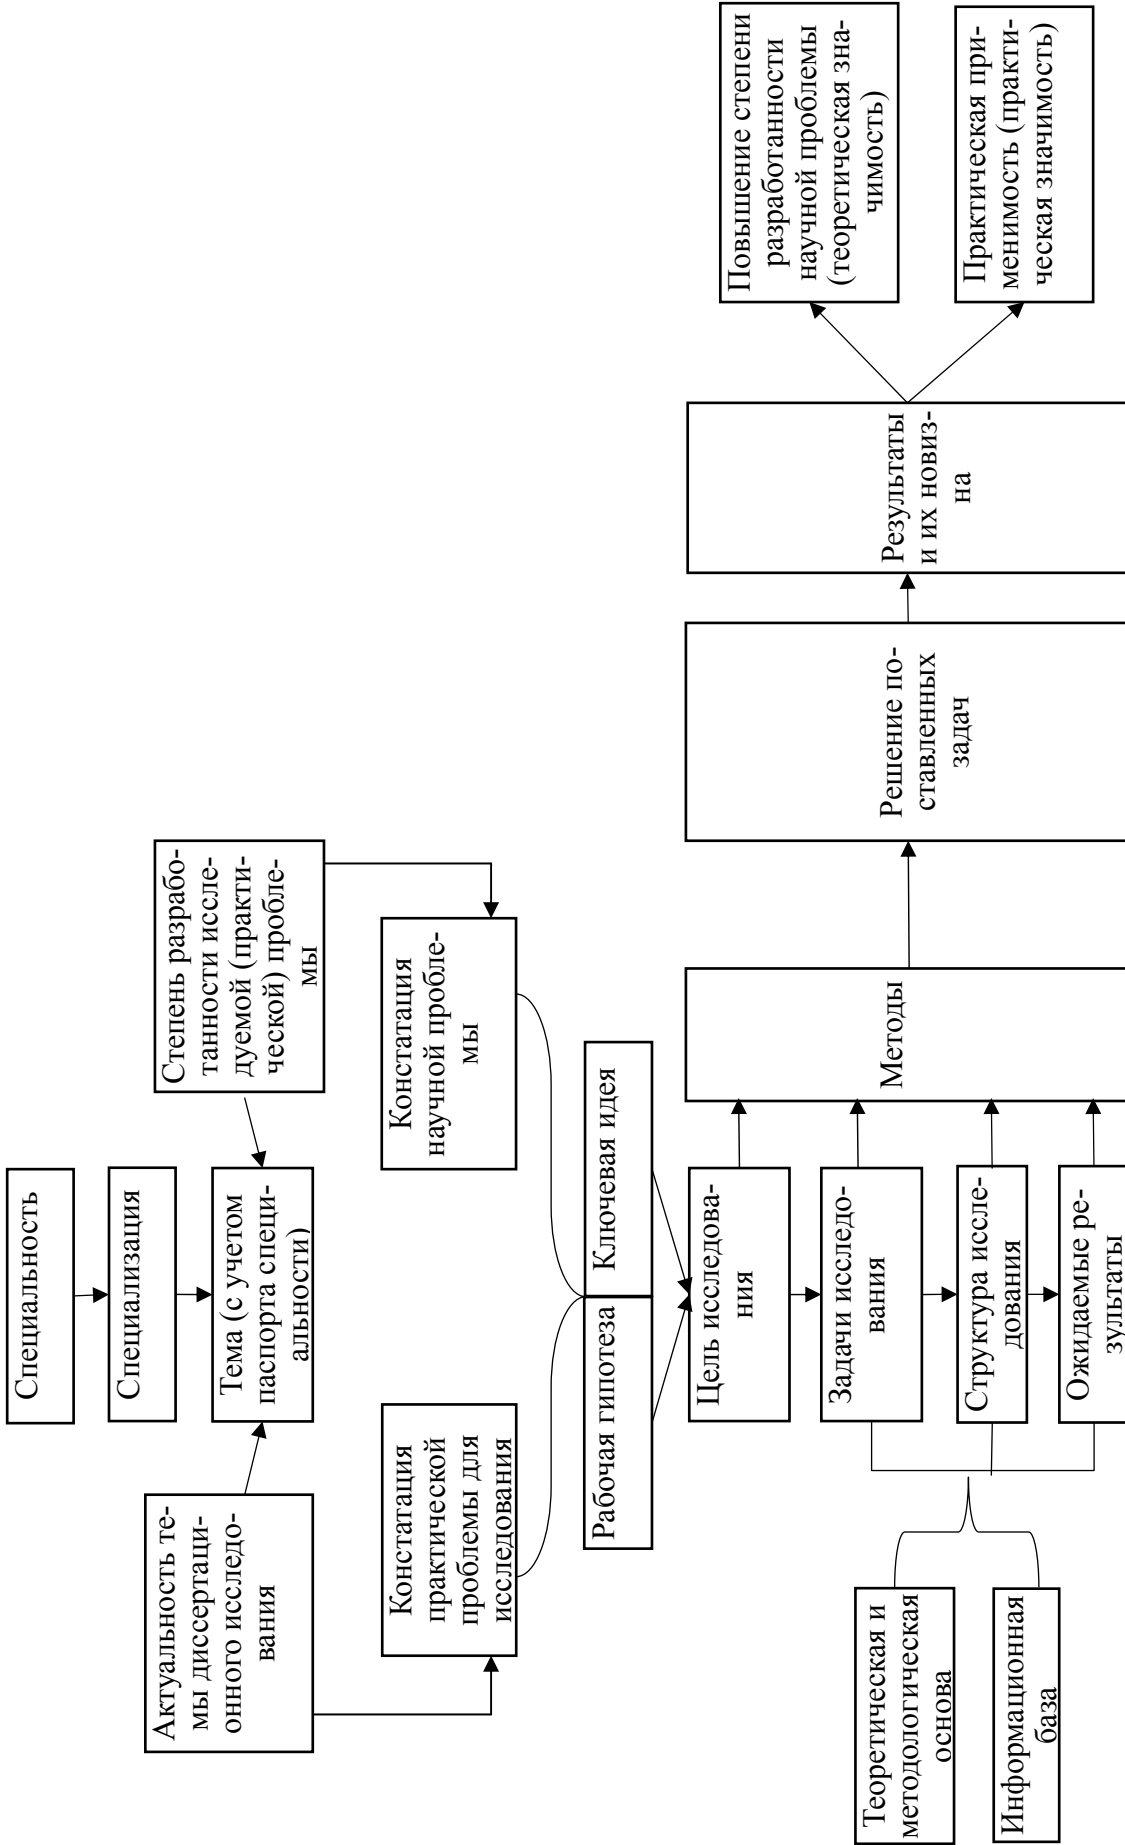 Специальность
Специализация
Актуальность те-
мы диссертаци-
онного исследо-
вания
Тема (с учетом
паспорта специ-
альности)
Степень разрабо-
танности иссле-
дуемой (практи-
ческой) пробле-
мы
Констатация
практической
проблемы для
исследования
Констатация
научной пробле-
мы
Рабочая гипотеза
Ключевая идея
Цель исследова-
ния
Задачи исследо-
вания
Структура иссле-
дования
Ожидаемые ре-
зультаты
Теоретическая и
методологическая
основа
Информационная
база
Методы
Решение по-
ставленных
задач
Результаты
и их новиз-
на
Повышение степени
разработанности
научной проблемы
(теоретическая зна-
чимость)
Практическая при-
менимость (практи-
ческая значимость)